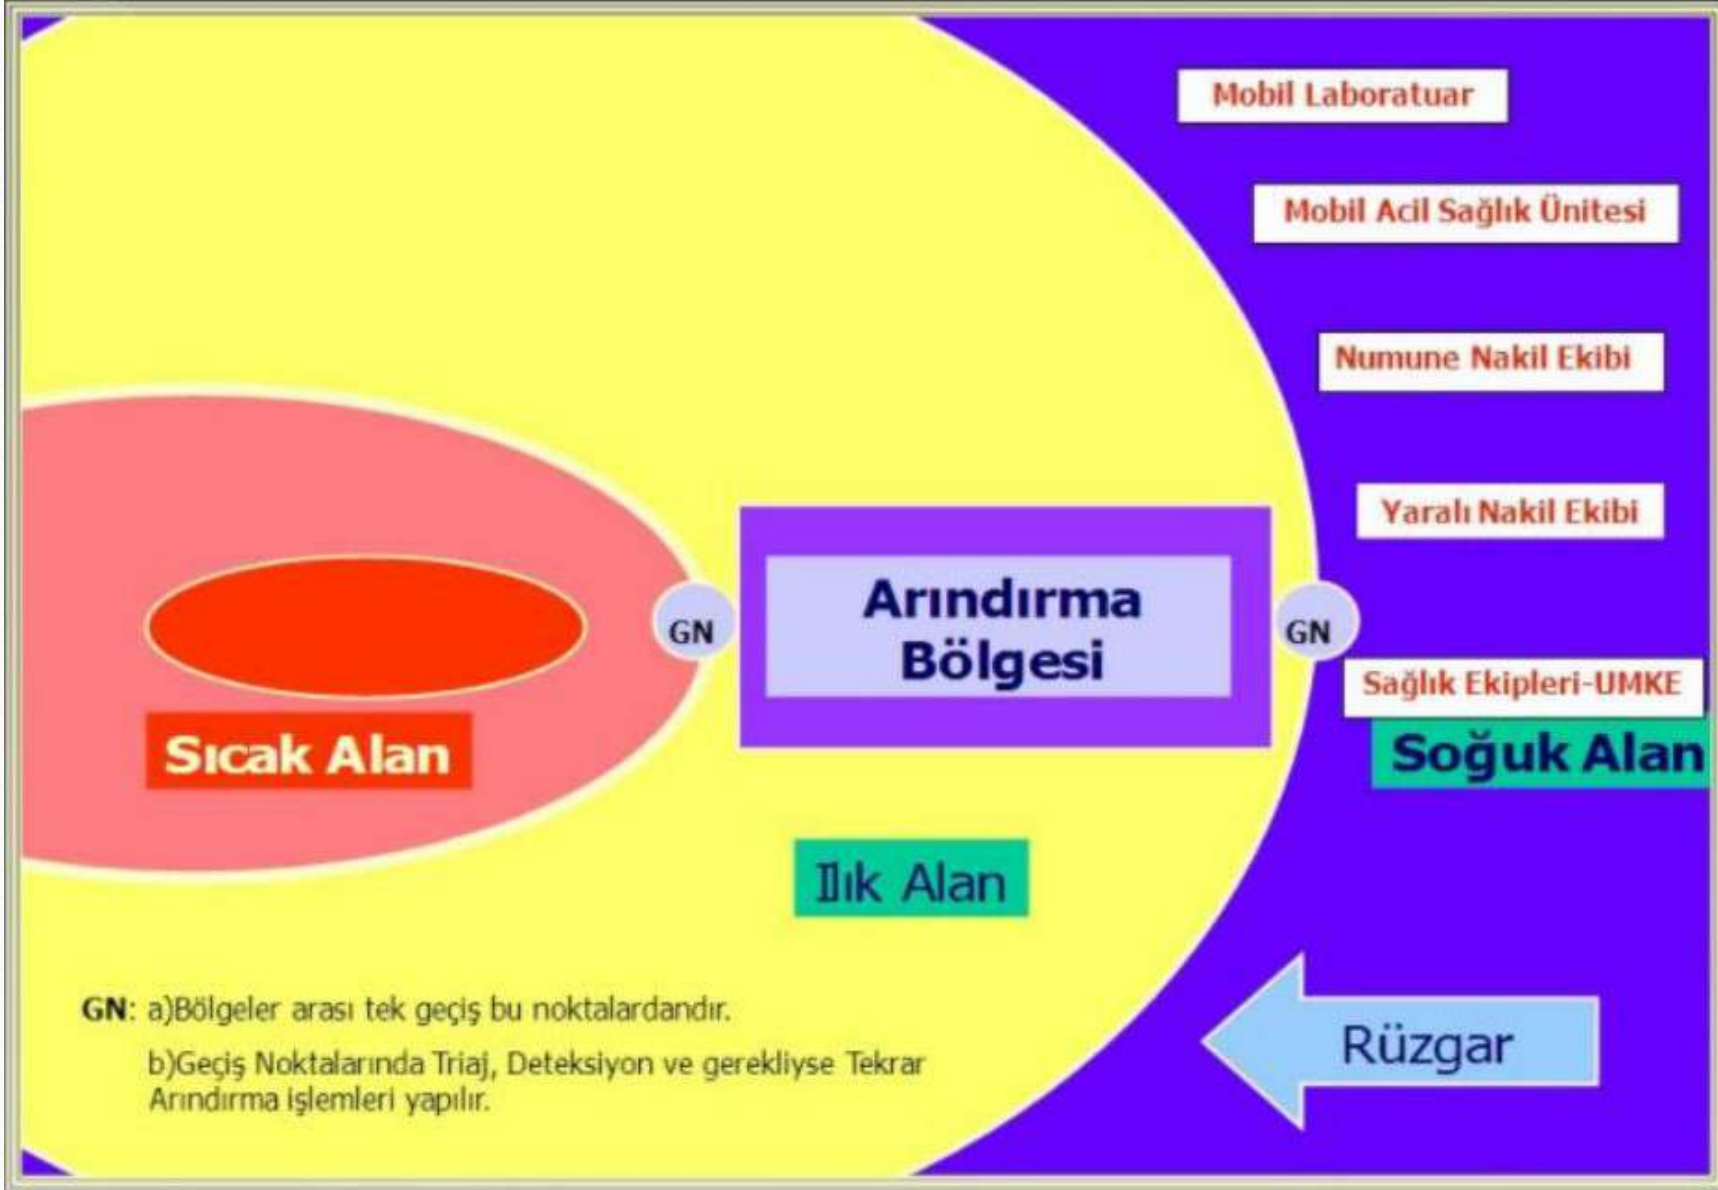 Mobil Laboratuar
Mobil Acil Sağlık Ünitesi
Numune Nakil Ekibi
Yaralı Nakil Ekibi
Arındırma
Bölgesi
GN
GN
Sağlık Ekipleri-UMKE
Sıcak Alan
Soğuk Alan
Ilık Alan
GN: a)Bölgeler arası tek geçiş bu noktalardandır.
b)Geçiş Noktalarında Triaj, Deteksiyon ve gerekliyse Tekrar
Arındırma işlemleri yapılır.
Rüzgar